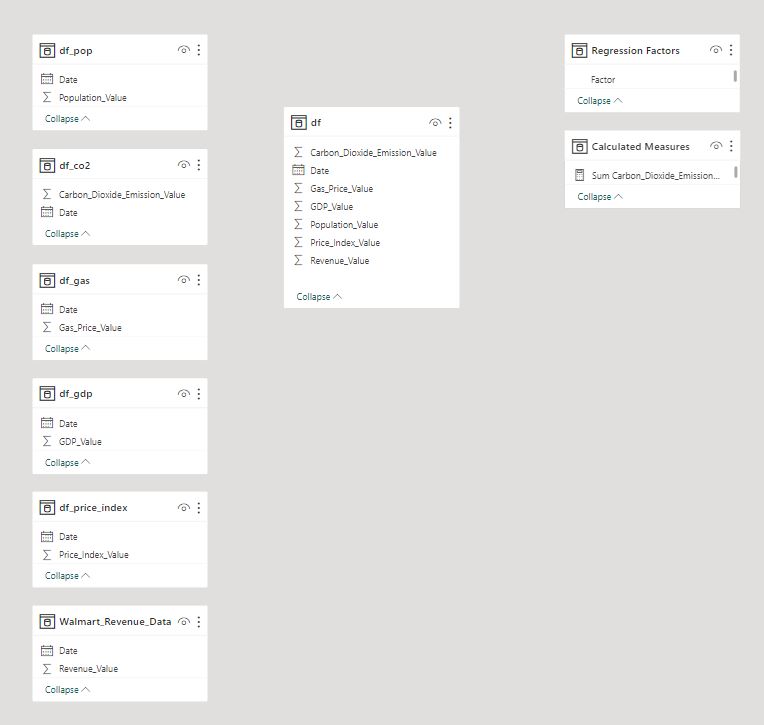 df_pop
Date
Population_Value
Collapse
df_co2
Carbon_Dioxide_Emission_Value
Date
Collapse
df_gas
Date
Gas_Price_Value
Collapse
df_gdp
Date
GDP_Value
Collapse
df_price_index
Date
Price_Index_Value
Collapse
Walmart_Revenue_Data
Date
Revenue_Value
Collapse
df
Carbon_Dioxide_Emission_Value
Date
Gas_Price_Value
GDP_Value
Population_Value
Price_Index_Value
Revenue_Value
Collapse
Regression Factors
Factor
Collapse
Calculated Measures
Sum Carbon_Dioxide_Emission...
Collapse